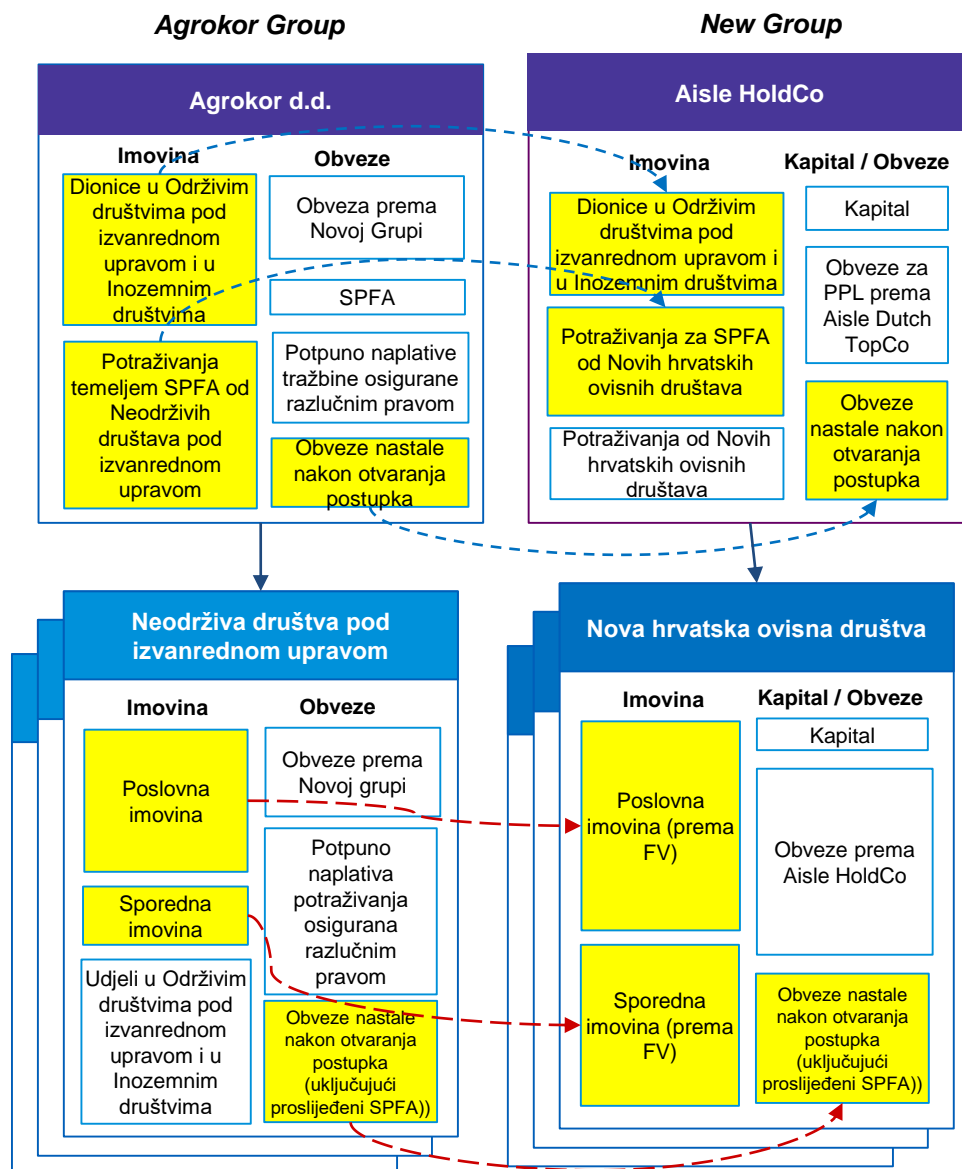 Agrokor Group
New Group
Agrokor d.d.
Imovina
Obveze
Dionice u Održivim
društvima pod
izvanrednom
upravom i u
Inozemnim
društvima
Potraživanja
temeljem SPFA od
Neodrživih
društava pod
izvanrednom
upravom
Obveza prema
Novoj Grupi
SPFA
Potpuno naplative
tražbine osigurane
razlučnim pravom
Obveze nastale
nakon otvaranja
postupka
Aisle HoldCo
Imovina
Kapital / Obveze
Dionice u Održivim
društvima pod
izvanrednom upravom i
u Inozemnim društvima
Potraživanja za SPFA
od Novih hrvatskih
ovisnih društava
Potraživanja od Novih
hrvatskih ovisnih
društava
Kapital
Obveze za
PPL prema
Aisle Dutch
TopCo
Obveze
nastale nakon
otvaranja
postupka
Neodrživa društva pod
izvanrednom upravom
Imovina
Obveze
Poslovna
imovina
Sporedna
imovina
Udjeli u Održivim
društvima pod
izvanrednom
upravom i u
Inozemnim
društvima
Obveze prema
Novoj grupi
Potpuno
naplativa
potraživanja
osigurana
razlučnim
pravom
Obveze nastale
nakon otvaranja
postupka
(uključujući
proslijeđeni SPFA))
Nova hrvatska ovisna društva
Imovina
Kapital / Obveze
Poslovna
imovina (prema
FV)
Sporedna
imovina (prema
FV)
Kapital
Obveze prema
Aisle HoldCo
Obveze nastale
nakon otvaranja
postupka
(uključujući
proslijeđeni SPFA))